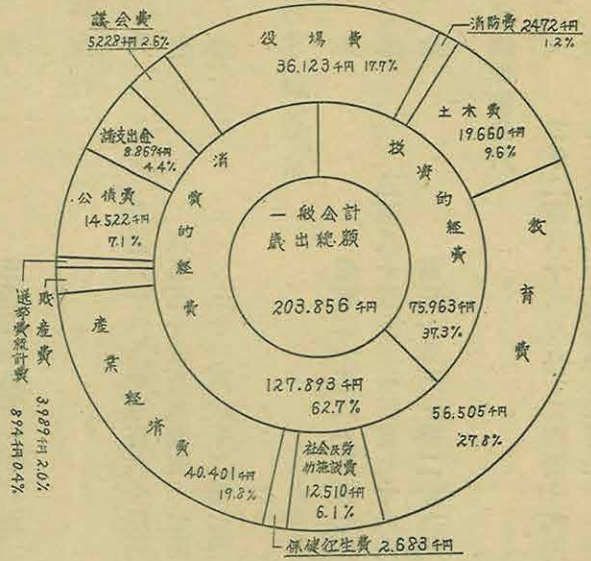 議会費
5228千円 2.6%
役場費
36.123千円 17.7%
消防費 2472千円
1.2%
土木費
19.660千円
9.6%
教育費
56.505千円
27.8%
社会及労
仂施設費
12.510千円
6.1%
保健衛生費 2.683千円
産業経済費
40.401千円
19.8%
財産費 3.989千円 2.0%
選挙費統計費
894千円 0.4%
公債費
14.522千円
7.1%
諸支出金
8.869千円
4.4%
消費的経費
127.893千円
62.7%
投資的経費
75.963千円
37.3%
一般会計
歳出総額
203.856千円